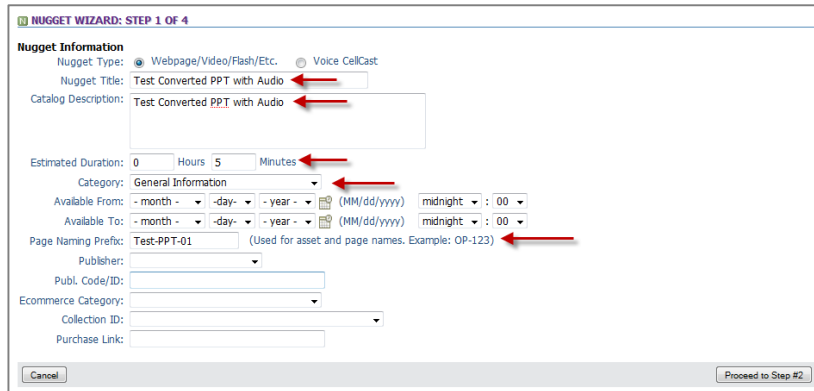 N NUGGET WIZARD: STEP 1 OF 4
Nugget Information
Nugget Type: Webpage/Video/Flash/Etc. Voice CellCast
Nugget Title: Test Converted PPT with Audio
Catalog Description: Test Converted PPT with Audio
Estimated Duration: 0 Hours 5 Minutes
Category: General Information
Available From: - month - -day- - year - (MM/dd/yyyy) midnight : 00
Available To: - month - -day- - year - (MM/dd/yyyy) midnight : 00
Page Naming Prefix: Test-PPT-01 (Used for asset and page names. Example: OP-123)
Publisher:
Publ. Code/ID:
Ecommerce Category:
Collection ID:
Purchase Link:
Cancel Proceed to Step #2